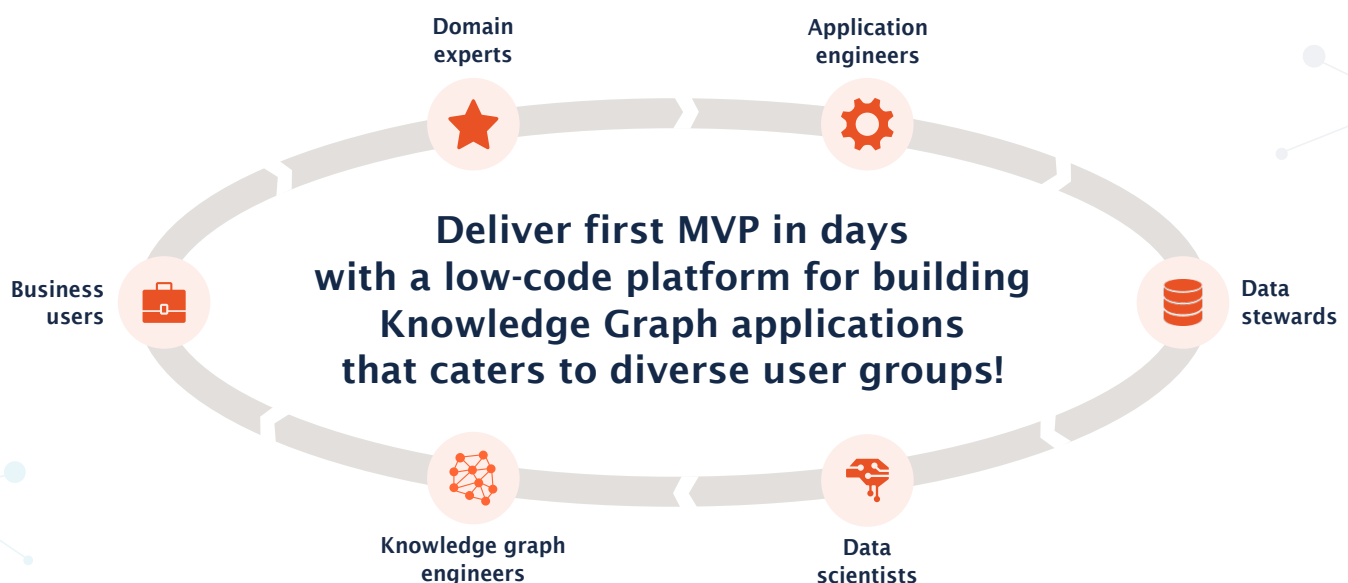 Domain
experts
Application
engineers
Business
users
Deliver first MVP in days
with a low-code platform for building
Knowledge Graph applications
that caters to diverse user groups!
Data
stewards
Knowledge graph
engineers
Data
scientists